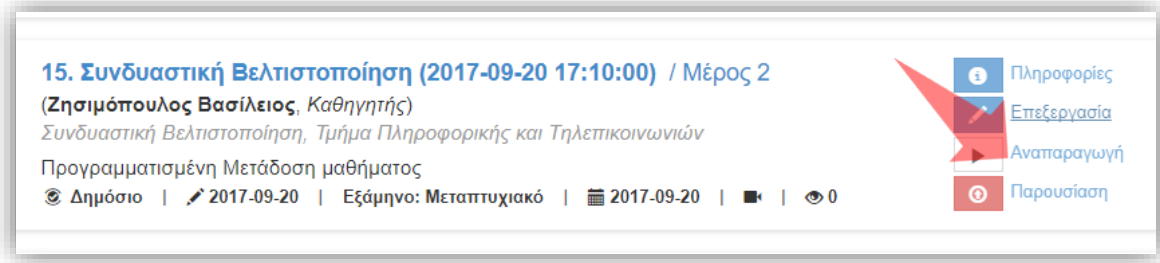 15. Συνδυαστική Βελτιστοποίηση (2017-09-20 17:10:00) / Μέρος 2
(Ζησιμόπουλος Βασίλειος, Καθηγητής)
Συνδυαστική Βελτιστοποίηση, Τμήμα Πληροφορικής και Τηλεπικοινωνιών
Προγραμματισμένη Μετάδοση μαθήματος
Δημόσιο | 2017-09-20 | Εξάμηνο: Μεταπτυχιακό | 2017-09-20 | | 0
Πληροφορίες
Επεξεργασία
Αναπαραγωγή
Παρουσίαση